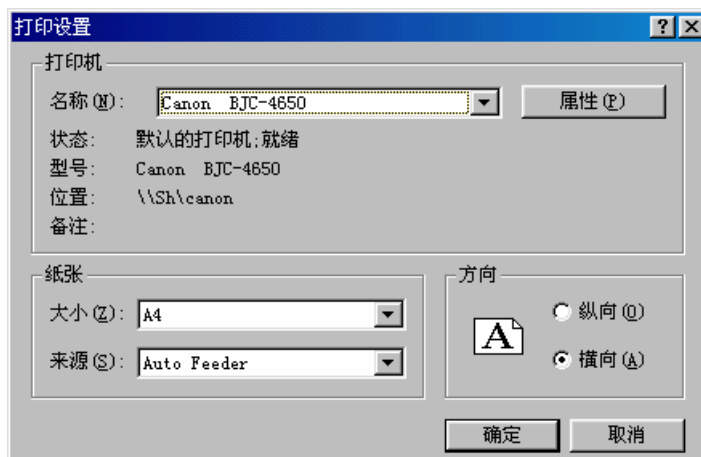 打印设置
打印机
名称(N): Canon BJC-4650 属性(P)
状态: 默认的打印机;就绪
型号: Canon BJC-4650
位置: \\Sh\canon
备注:
纸张
大小(Z): A4
来源(S): Auto Feeder
方向
A
纵向(O)
横向(A)
确定 取消